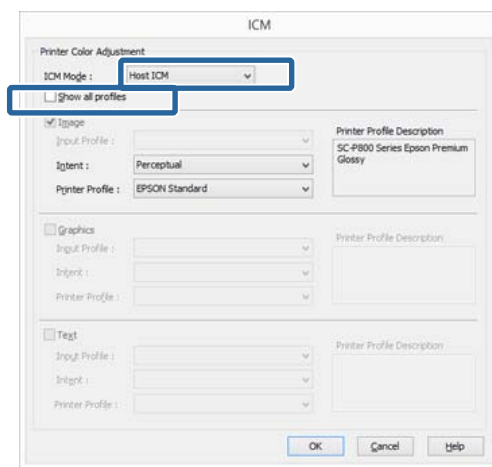 ICM
Printer Color Adjustment
ICM Mode :
Host ICM
Show all profiles
Image
Input Profile :
Intent :
Perceptual
Printer Profile :
EPSON Standard
Printer Profile Description
SC-P800 Series Epson Premium
Glossy
Graphics
Input Profile :
Intent :
Printer Profile :
Printer Profile Description
Text
Input Profile :
Intent :
Printer Profile :
Printer Profile Description
OK
Cancel
Help